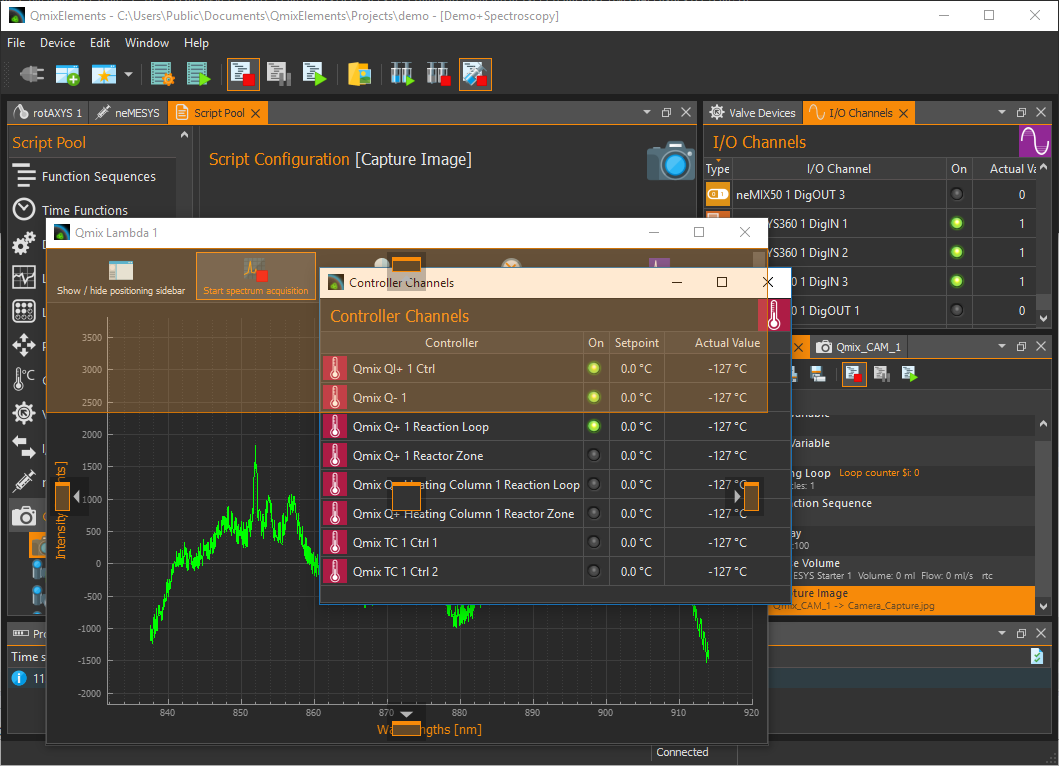 QmixElements - C:\Users\Public\Documents\QmixElements\Projects\demo - [Demo+Spectroscopy]
File Device Edit Window Help
rotAXYS 1 neMESYS Script Pool
Valve Devices I/O Channels
Script Pool
Function Sequences
Time Functions
Script Configuration [Capture Image]
I/O Channels
Type I/O Channel On Actual Va
neMIX50 1 DigOUT 3 0
YS360 1 DigIN 1 1
YS360 1 DigIN 2 1
0 1 DigIN 3 1
0 1 DigOUT 1 0
Qmix Lambda 1
Show / hide positioning sidebar
Start spectrum acquisition
Controller Channels
Controller Channels
Controller On Setpoint Actual Value
Qmix QI+ 1 Ctrl 0.0 °C -127 °C
Qmix Q- 1 0.0 °C -127 °C
Qmix Q+ 1 Reaction Loop 0.0 °C -127 °C
Qmix Q+ 1 Reactor Zone 0.0 °C -127 °C
Qmix Q+ Heating Column 1 Reaction Loop 0.0 °C -127 °C
Qmix Q+ Heating Column 1 Reactor Zone 0.0 °C -127 °C
Qmix TC 1 Ctrl 1 0.0 °C -127 °C
Qmix TC 1 Ctrl 2 0.0 °C -127 °C
3500
3000
2500
2000
1500
1000
500
0
-500
-1000
-1500
-2000
Intensity
840 850 860 870 880 890 900 910 920
[nm]
Qmix_CAM_1
Variable
ng Loop Loop counter $i: 0
cles: 1
ction Sequence
ay
:100
e Volume
ESYS Starter 1 Volume: 0 ml Flow: 0 ml/s rtc
ture Image
Qmix_CAM_1 -> Camera_Capture.jpg
Pro
Time s
11
Connected